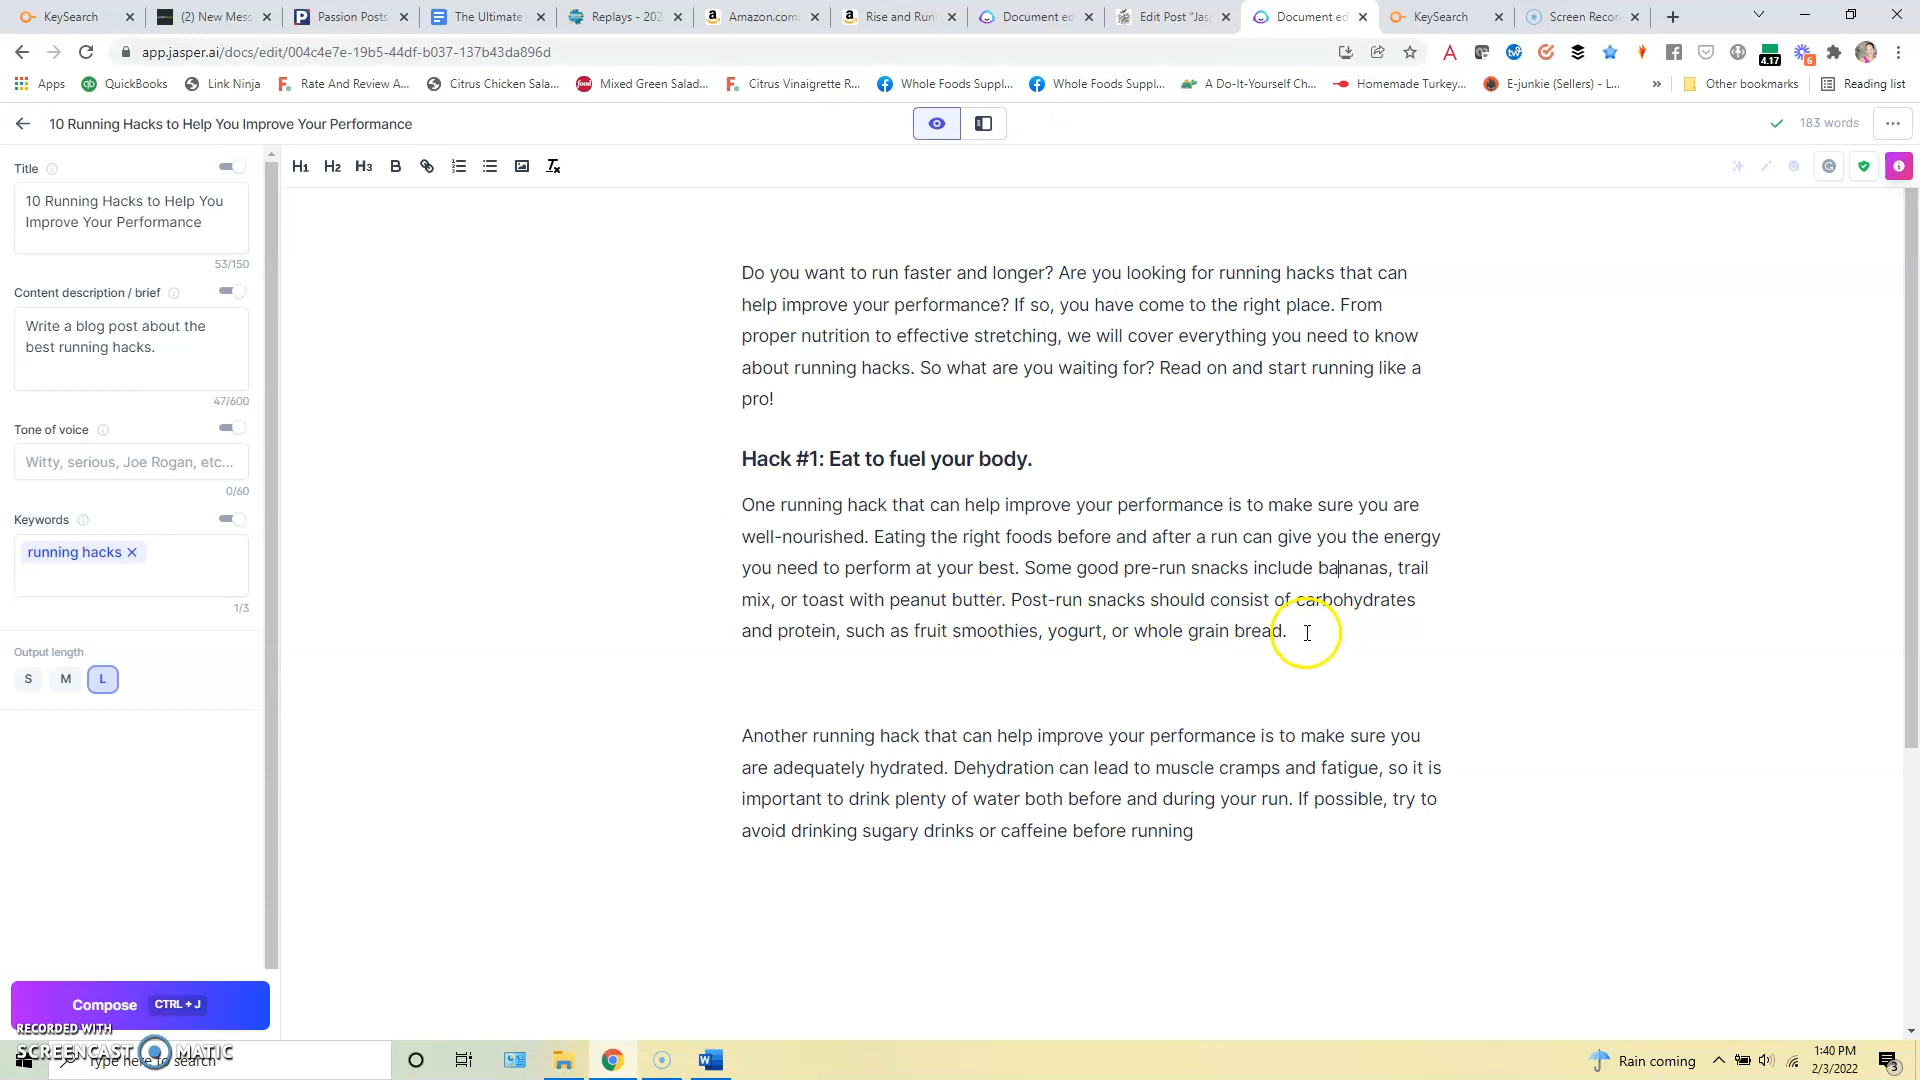 KeySearch
(2) New Mess
Passion Posts
The Ultimate
Replays - 202
Amazon.com:
Rise and Run
Document ed
Edit Post "Jas
Document ed
KeySearch
Screen Recor
app.jasper.ai/docs/edit/004c4e7e-19b5-44df-b037-137b43da896d
4.17
6
Apps
QuickBooks
Link Ninja
Rate And Review A...
Citrus Chicken Sala...
Mixed Green Salad...
Citrus Vinaigrette R...
Whole Foods Suppl...
Whole Foods Suppl...
A Do-It-Yourself Ch...
Homemade Turkey...
E-junkie (Sellers) - L...
»
Other bookmarks
Reading list
10 Running Hacks to Help You Improve Your Performance
183 words
Title
10 Running Hacks to Help You
Improve Your Performance
53/150
Content description / brief
Write a blog post about the
best running hacks.
47/600
Tone of voice
Witty, serious, Joe Rogan, etc...
0/60
Keywords
running hacks
1/3
Output length
S M L
Compose CTRL + J
H1 H2 H3 B
Do you want to run faster and longer? Are you looking for running hacks that can
help improve your performance? If so, you have come to the right place. From
proper nutrition to effective stretching, we will cover everything you need to know
about running hacks. So what are you waiting for? Read on and start running like a
pro!
Hack #1: Eat to fuel your body.
One running hack that can help improve your performance is to make sure you are
well-nourished. Eating the right foods before and after a run can give you the energy
you need to perform at your best. Some good pre-run snacks include bananas, trail
mix, or toast with peanut butter. Post-run snacks should consist of carbohydrates
and protein, such as fruit smoothies, yogurt, or whole grain bread.
Another running hack that can help improve your performance is to make sure you
are adequately hydrated. Dehydration can lead to muscle cramps and fatigue, so it is
important to drink plenty of water both before and during your run. If possible, try to
avoid drinking sugary drinks or caffeine before running
RECORDED WITH
SCREENCAST MATIC
Type here to search
Rain coming
1:40 PM
2/3/2022
3